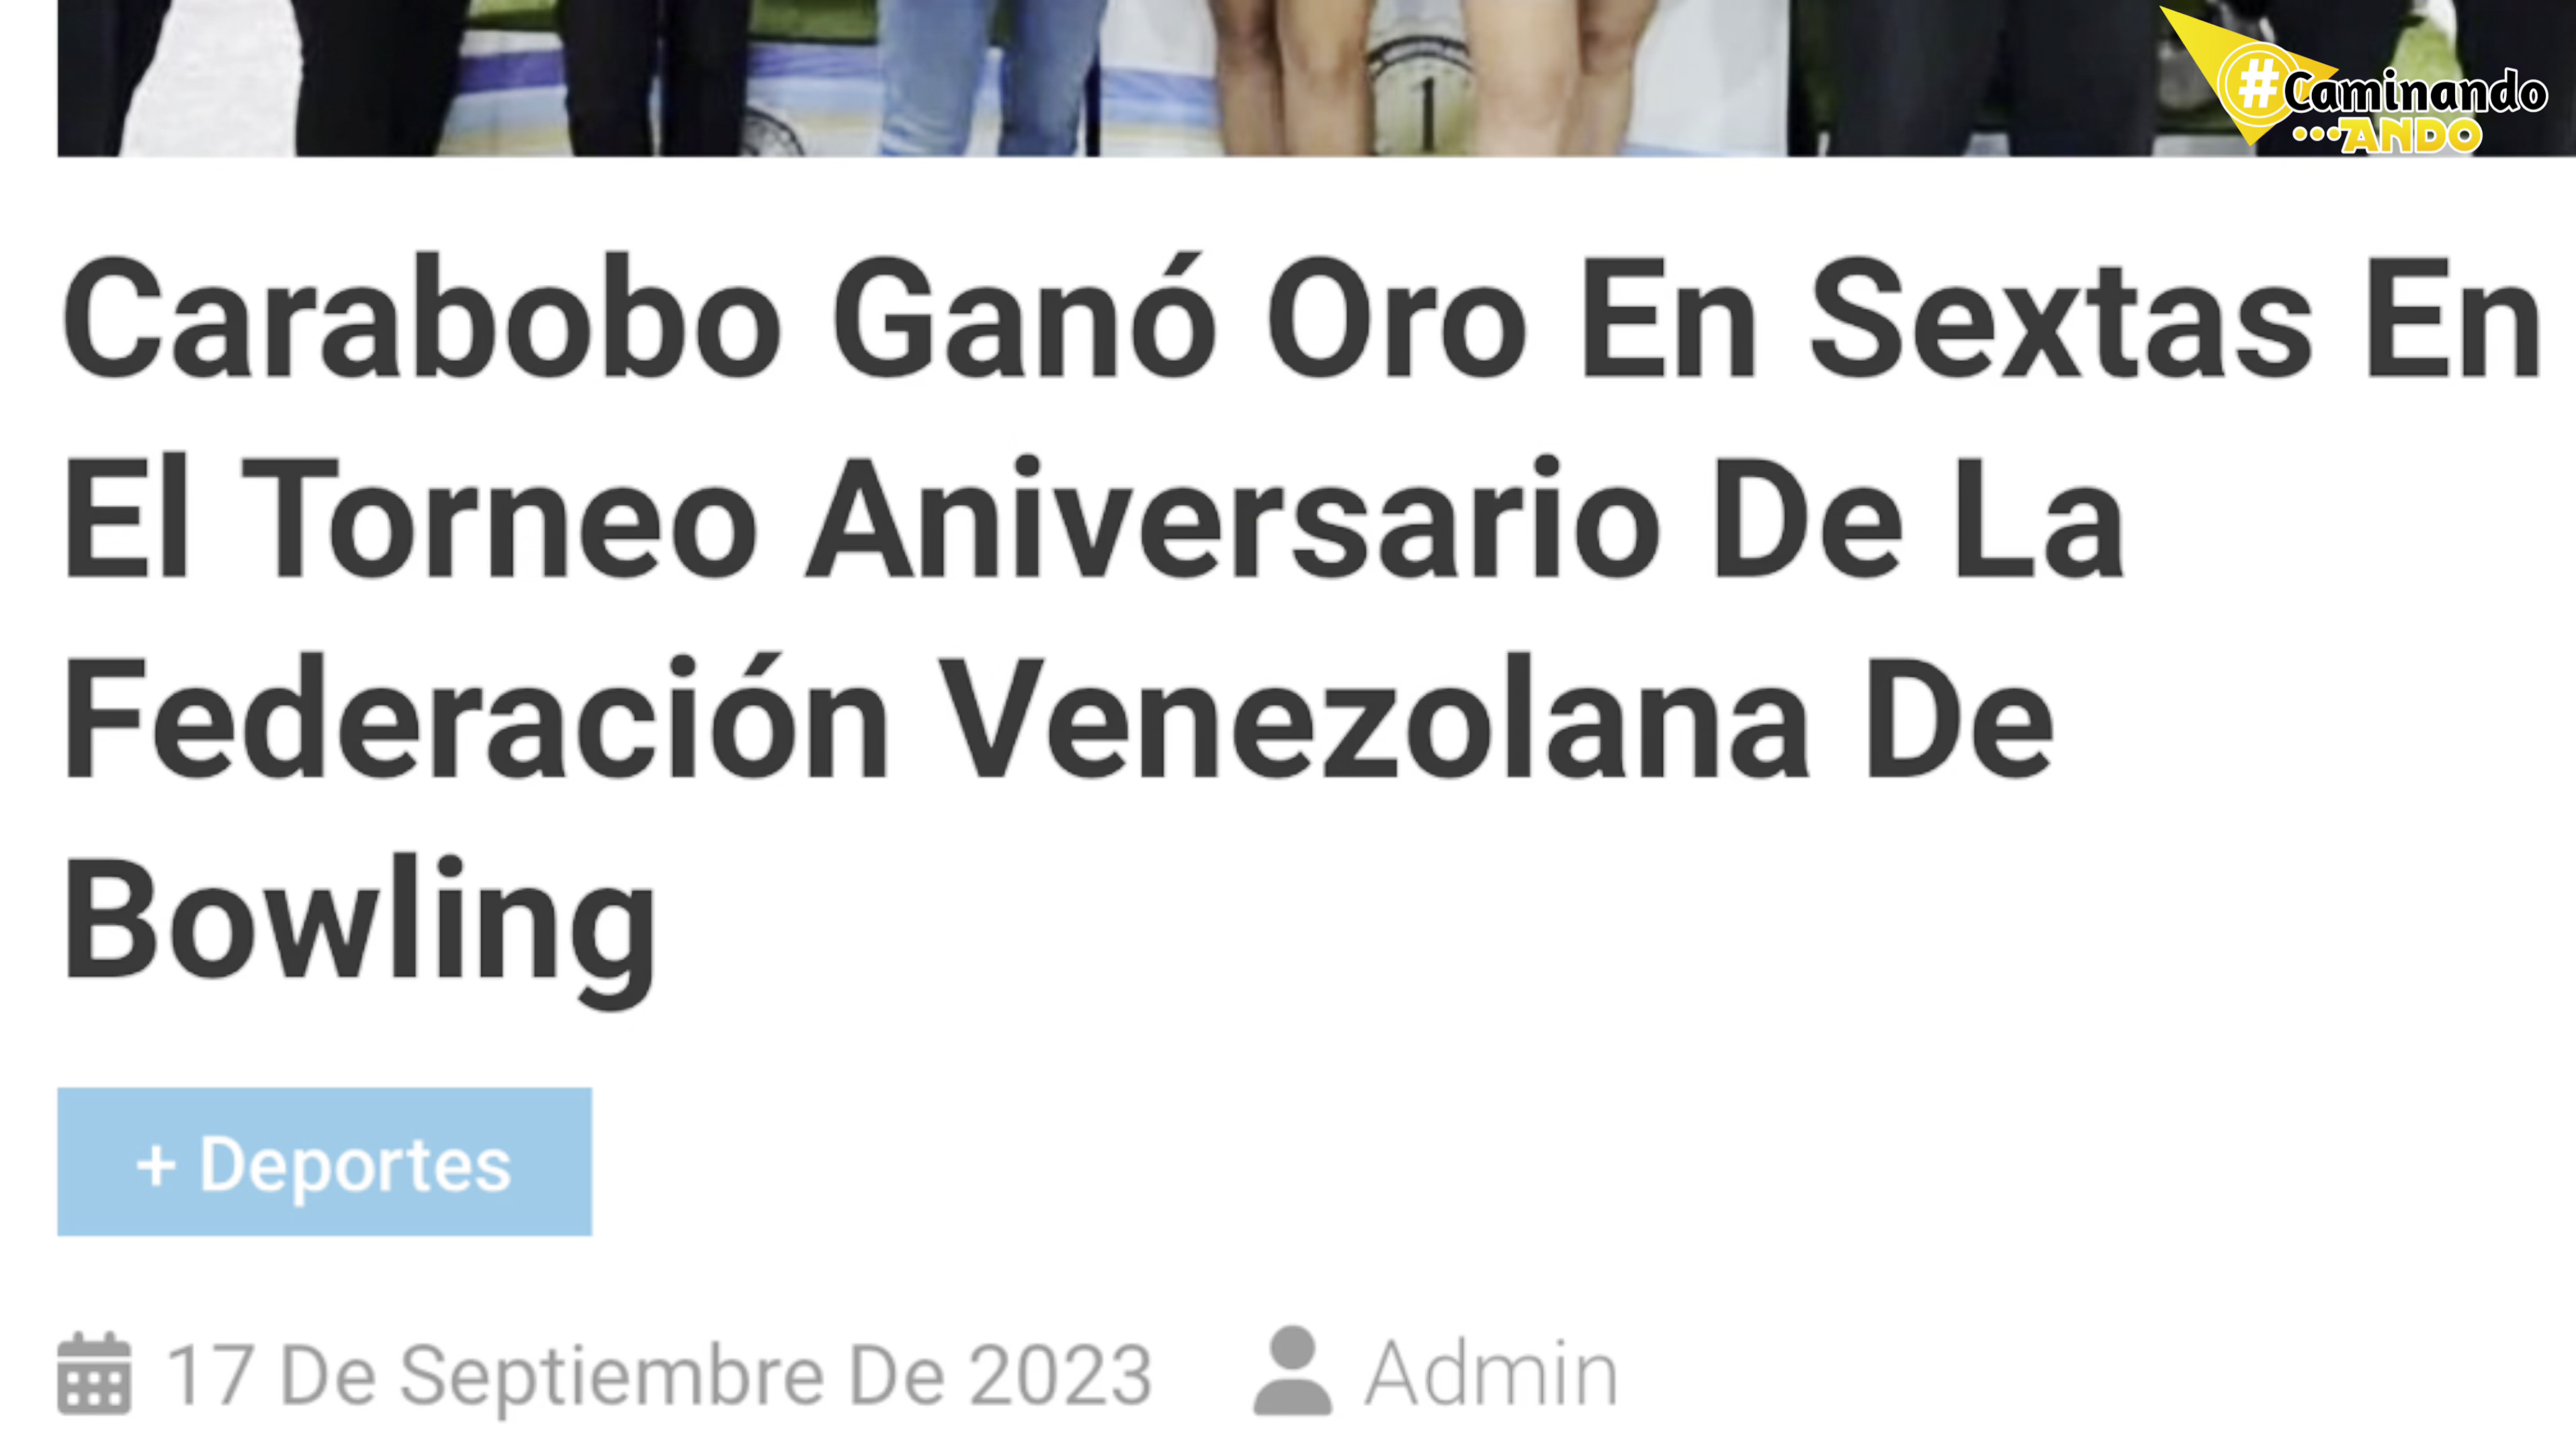 #Caminando
...ANDO
Carabobo Ganó Oro En Sextas En
El Torneo Aniversario De La
Federación Venezolana De
Bowling
+ Deportes
17 De Septiembre De 2023 Admin